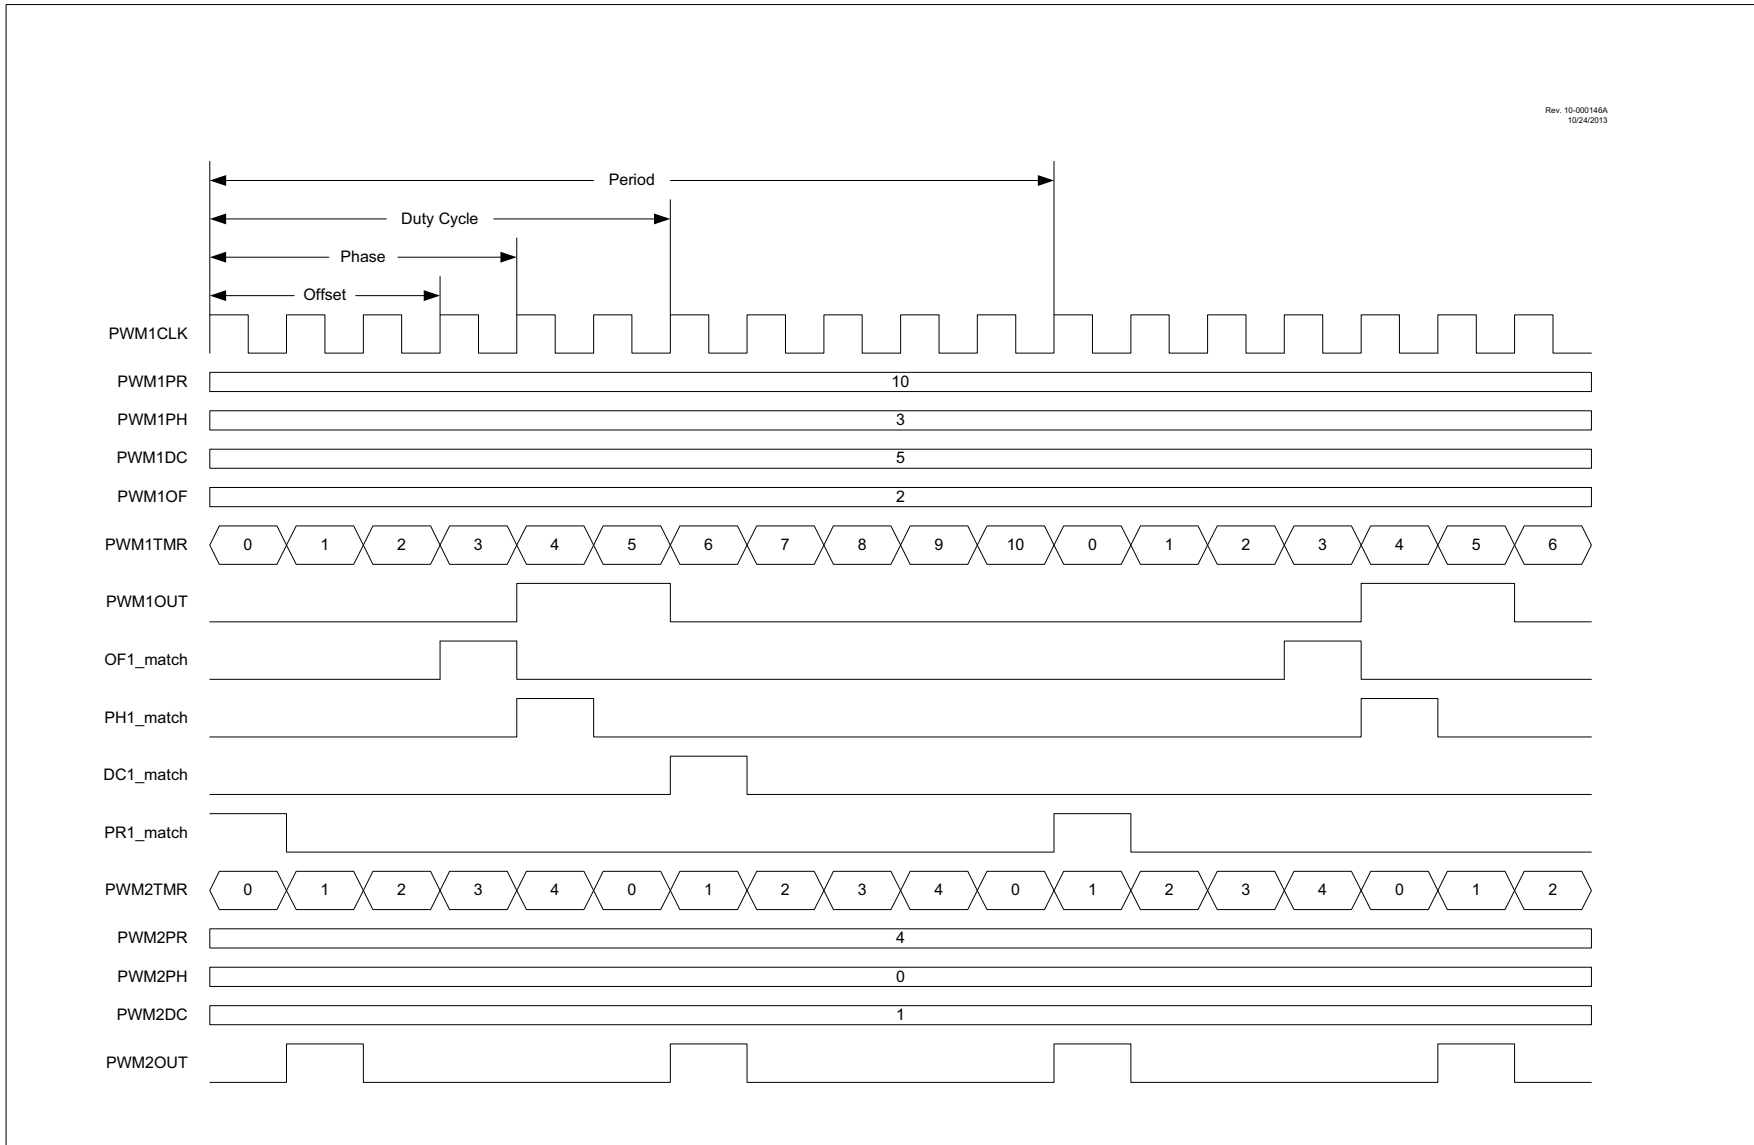 Rev. 10-000146A
10/24/2013
Period
Duty Cycle
Phase
Offset
PWM1CLK
PWM1PR 10
PWM1PH 3
PWM1DC 5
PWM1OF 2
PWM1TMR 0 1 2 3 4 5 6 7 8 9 10 0 1 2 3 4 5 6
PWM1OUT
OF1_match
PH1_match
DC1_match
PR1_match
PWM2TMR 0 1 2 3 4 0 1 2 3 4 0 1 2 3 4 0 1 2
PWM2PR 4
PWM2PH 0
PWM2DC 1
PWM2OUT